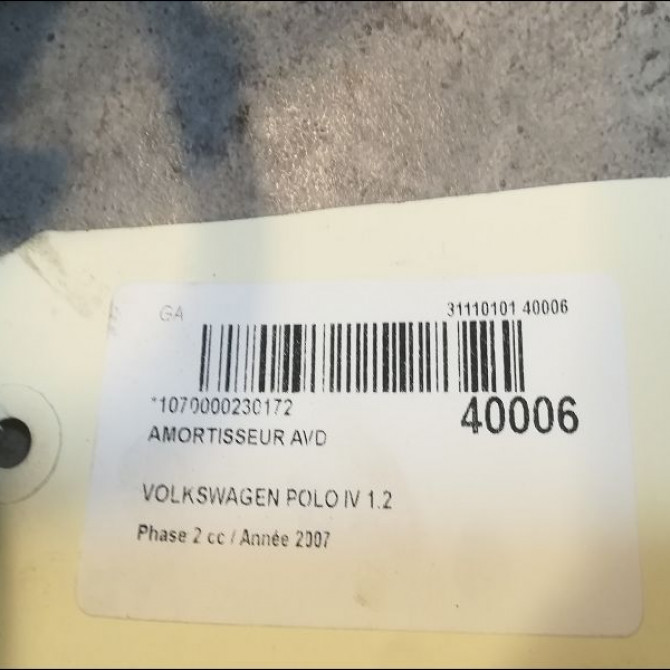 GA 31110101 40006
*1070000230172 40006
AMORTISSEUR AVD
VOLKSWAGEN POLO IV 1.2
Phase 2 cc / Année 2007